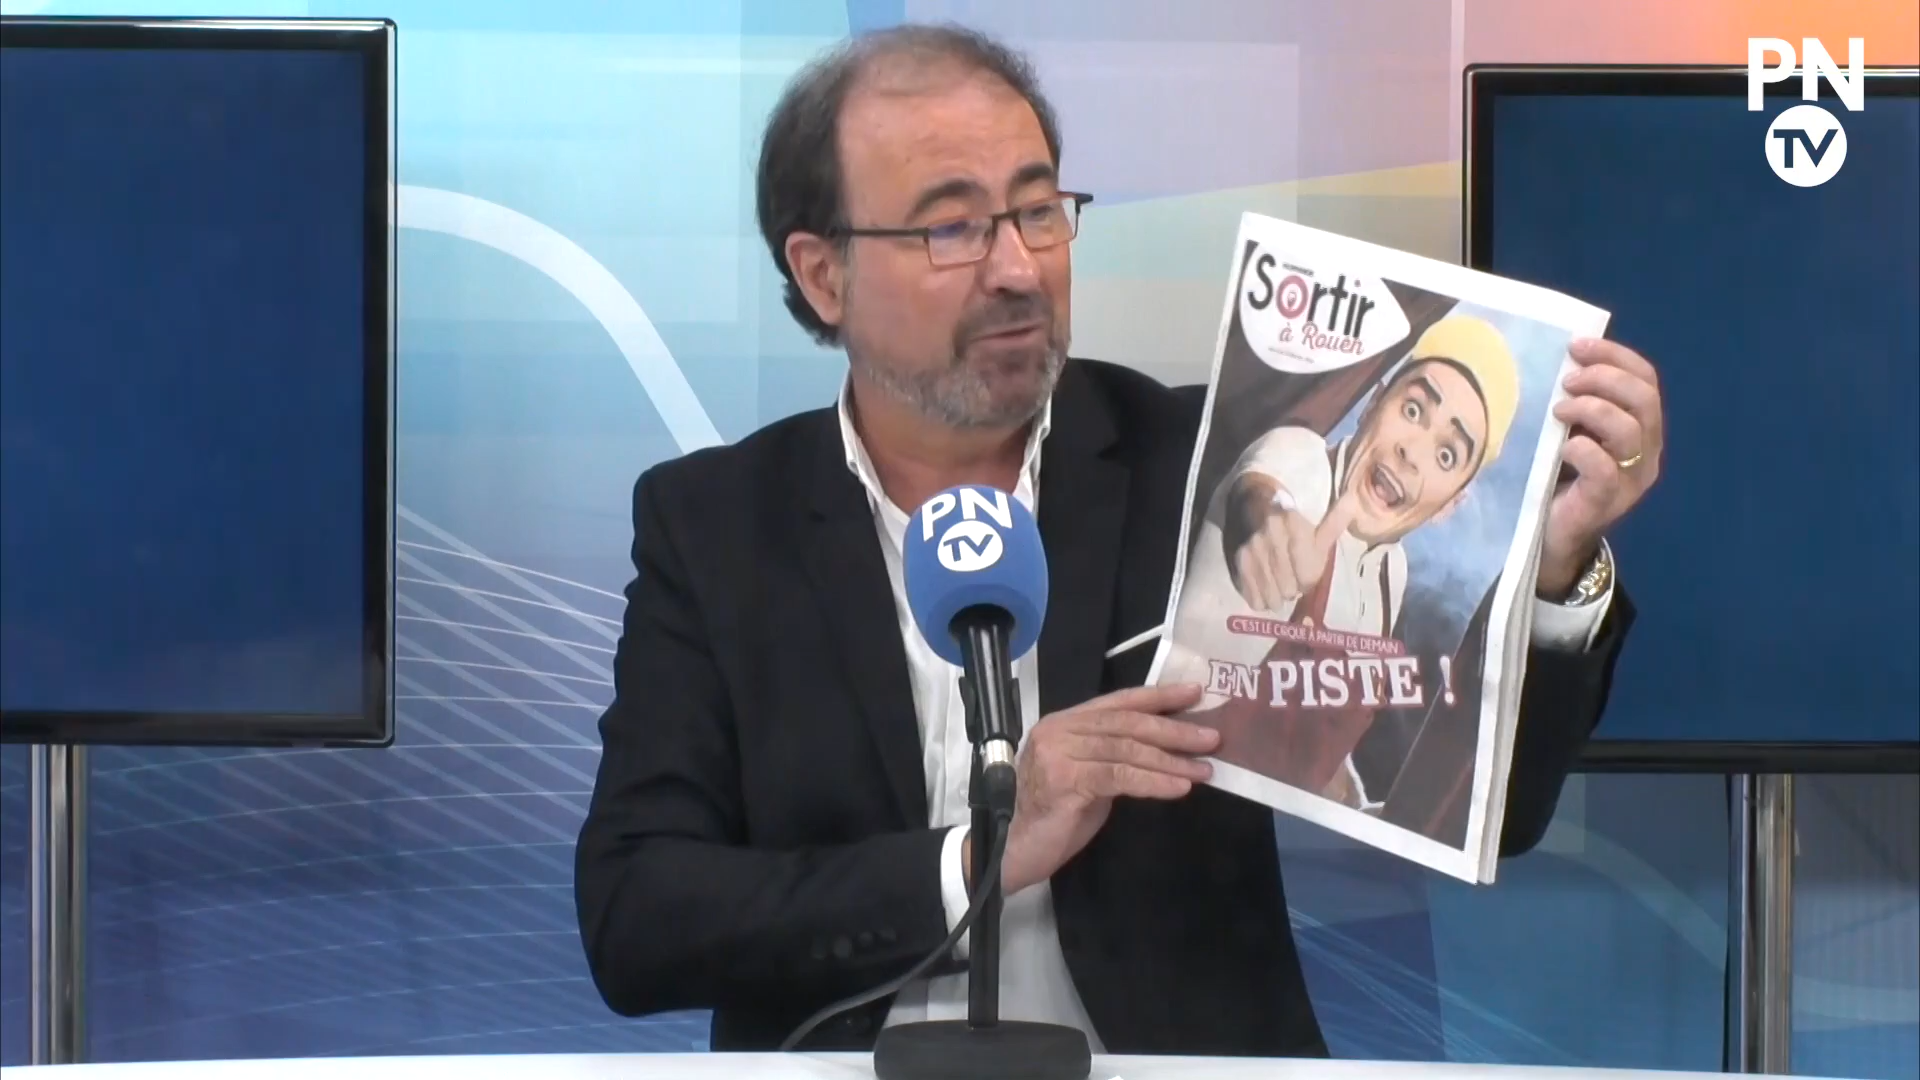 PN
TV
PN
TV
Sortir
à Rouen
C'EST LE CIRQUE À PARTIR DE DEMAIN
EN PISTE !